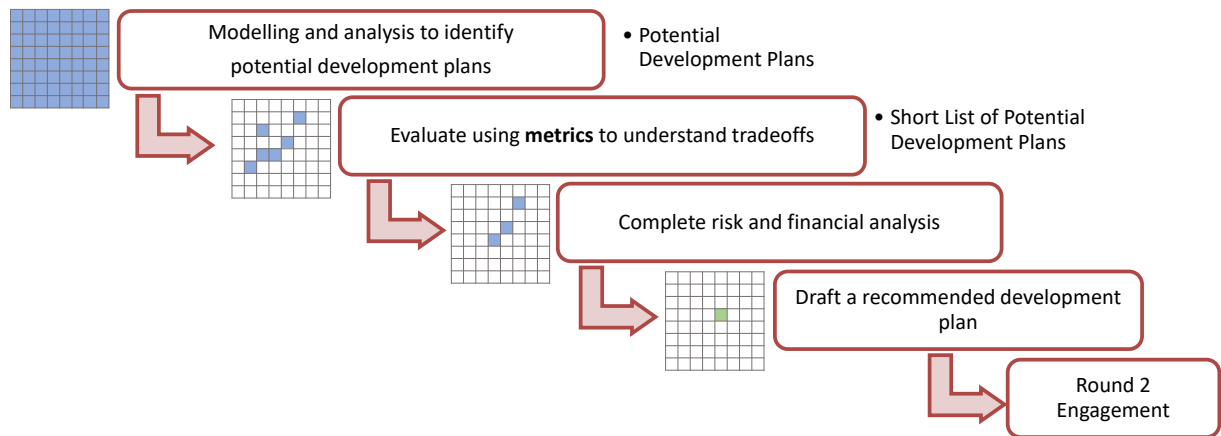 Modelling and analysis to identify
potential development plans
• Potential
Development Plans
Evaluate using metrics to understand tradeoffs
• Short List of Potential
Development Plans
Complete risk and financial analysis
Draft a recommended development
plan
Round 2
Engagement